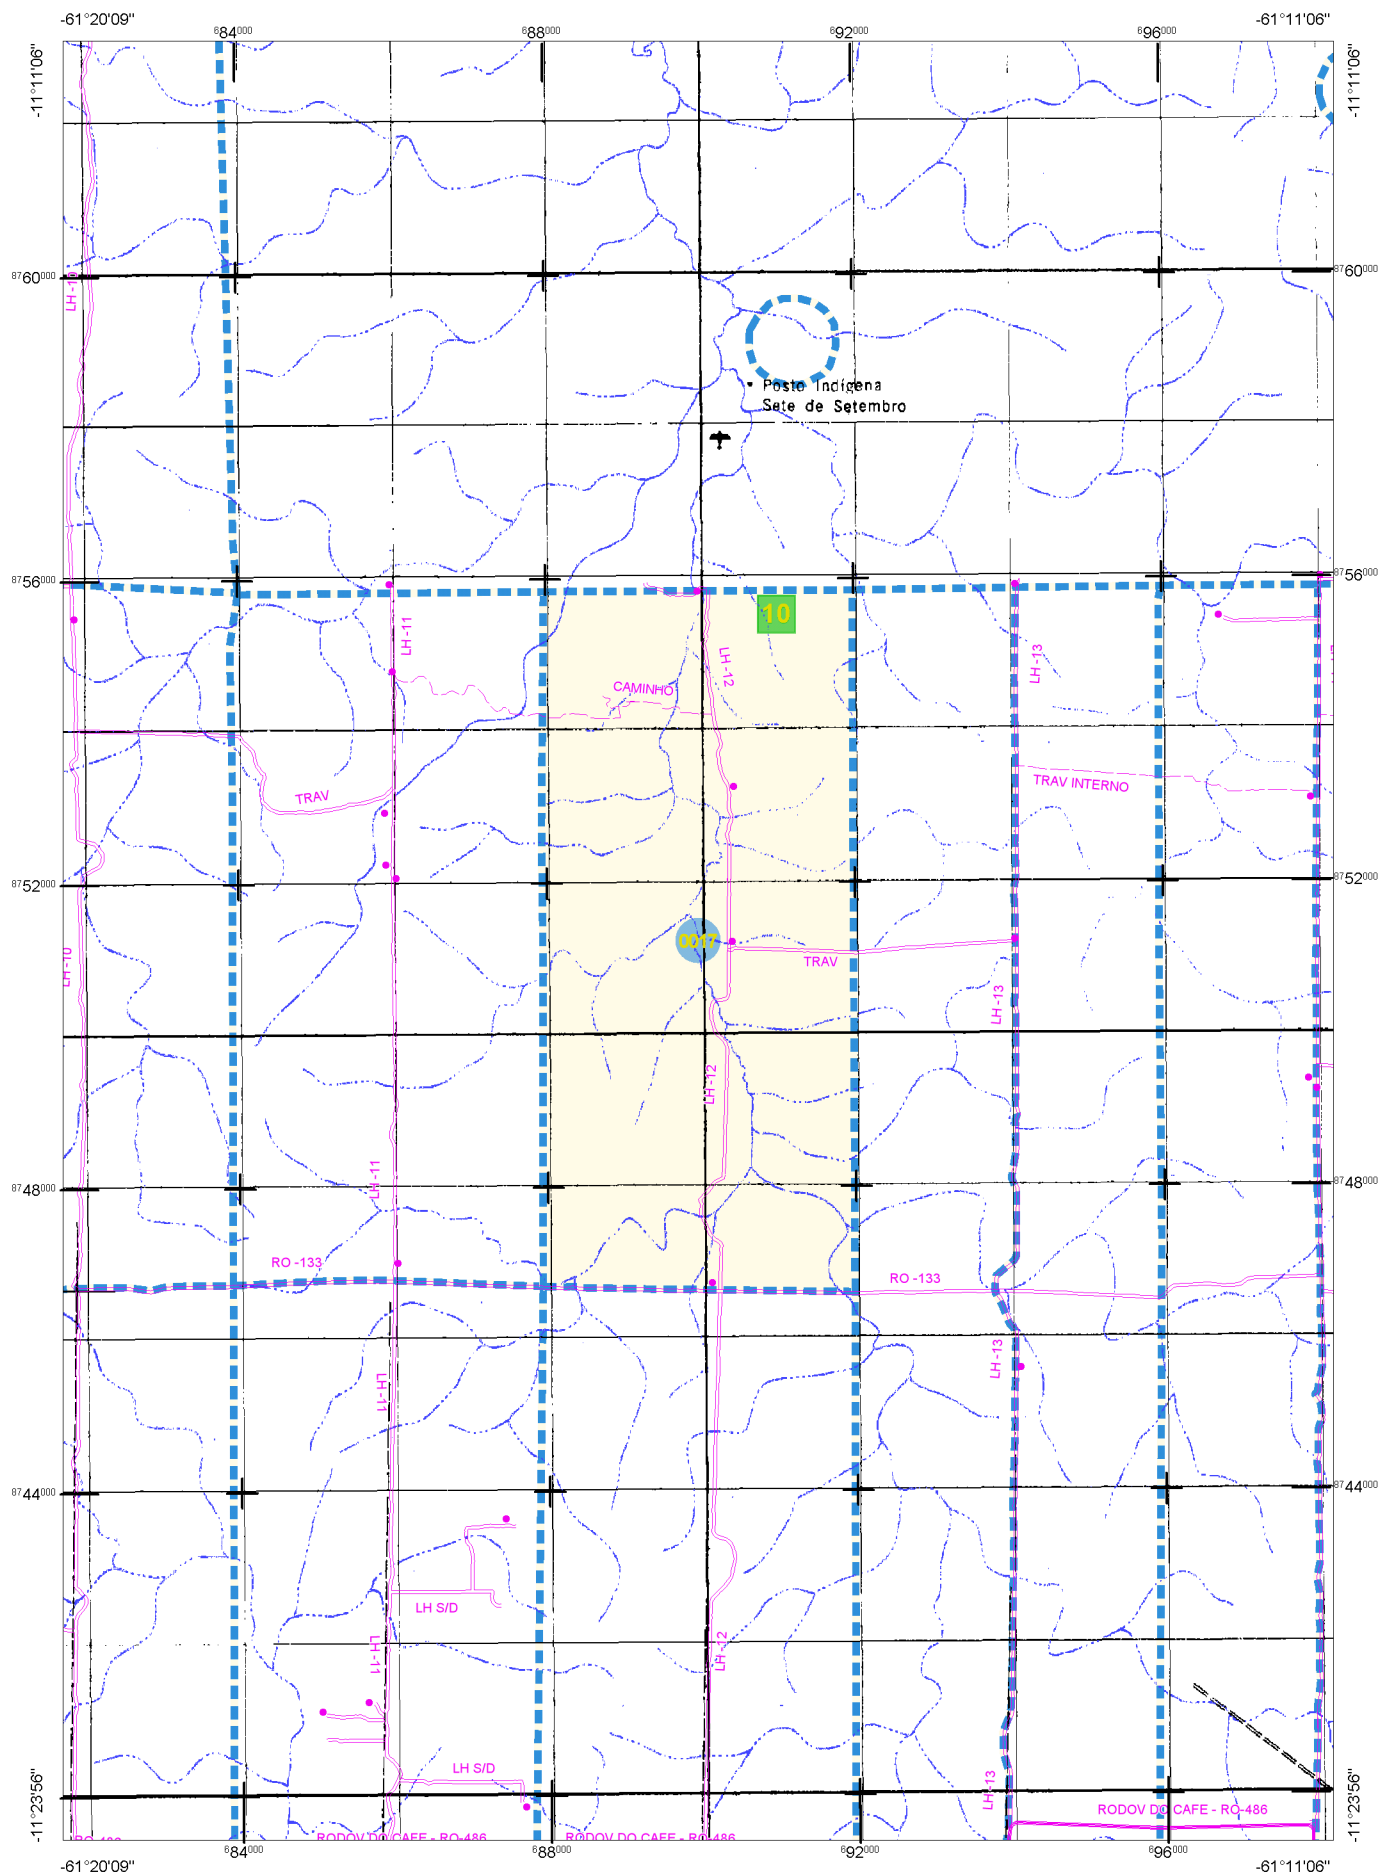 -61°20'09"
-61°11'06"
684000
688000
692000
696000
-11°11'06"
-11°11'06"
8760000
8760000
LH -10
Posto Indígena
Sete de Setembro
8756000
8756000
10
LH -11
LH -12
LH -13
CAMINHO
TRAV
TRAV INTERNO
8752000
8752000
0017
TRAV
LH -10
LH -13
LH -12
LH -11
8748000
8748000
RO -133
RO -133
LH -13
LH -11
8744000
8744000
LH S/D
LH -11
LH -12
LH S/D
LH -13
RODOV DO CAFE - RO-486
-11°23'56"
-11°23'56"
RODOV DO CAFE - RO-486
RODOV DO CAFE - RO-486
684000
688000
692000
696000
-61°20'09"
-61°11'06"